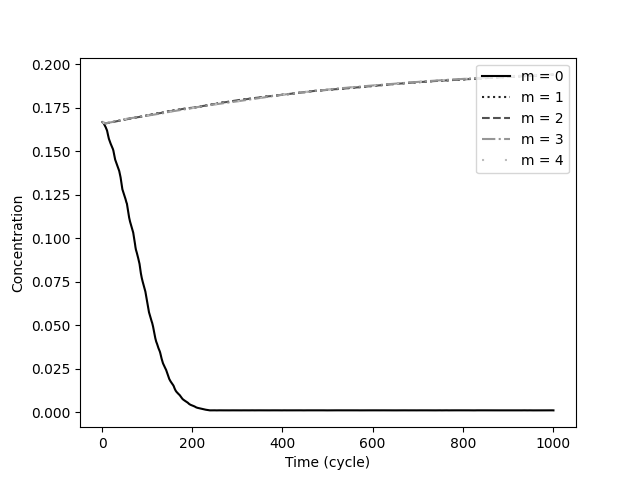 0.200
0.175
0.150
0.125
0.100
0.075
0.050
0.025
0.000
Concentration
0 200 400 600 800 1000
Time (cycle)
m = 0
m = 1
m = 2
m = 3
m = 4